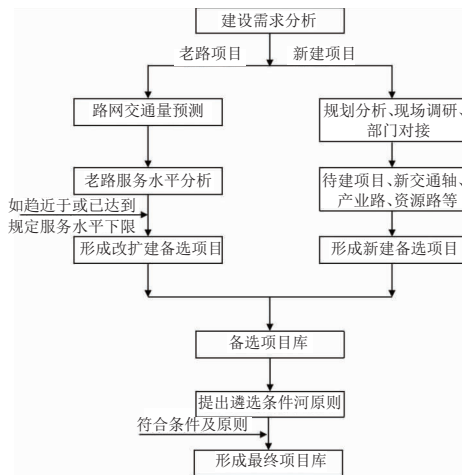 建设需求分析
老路项目
新建项目
路网交通量预测
规划分析、现场调研、
部门对接
老路服务水平分析
待建项目、新交通轴、
产业路、资源路等
如趋近于或已达到
规定服务水平下限
形成改扩建备选项目
形成新建备选项目
备选项目库
提出遴选条件河原则
符合条件及原则
形成最终项目库